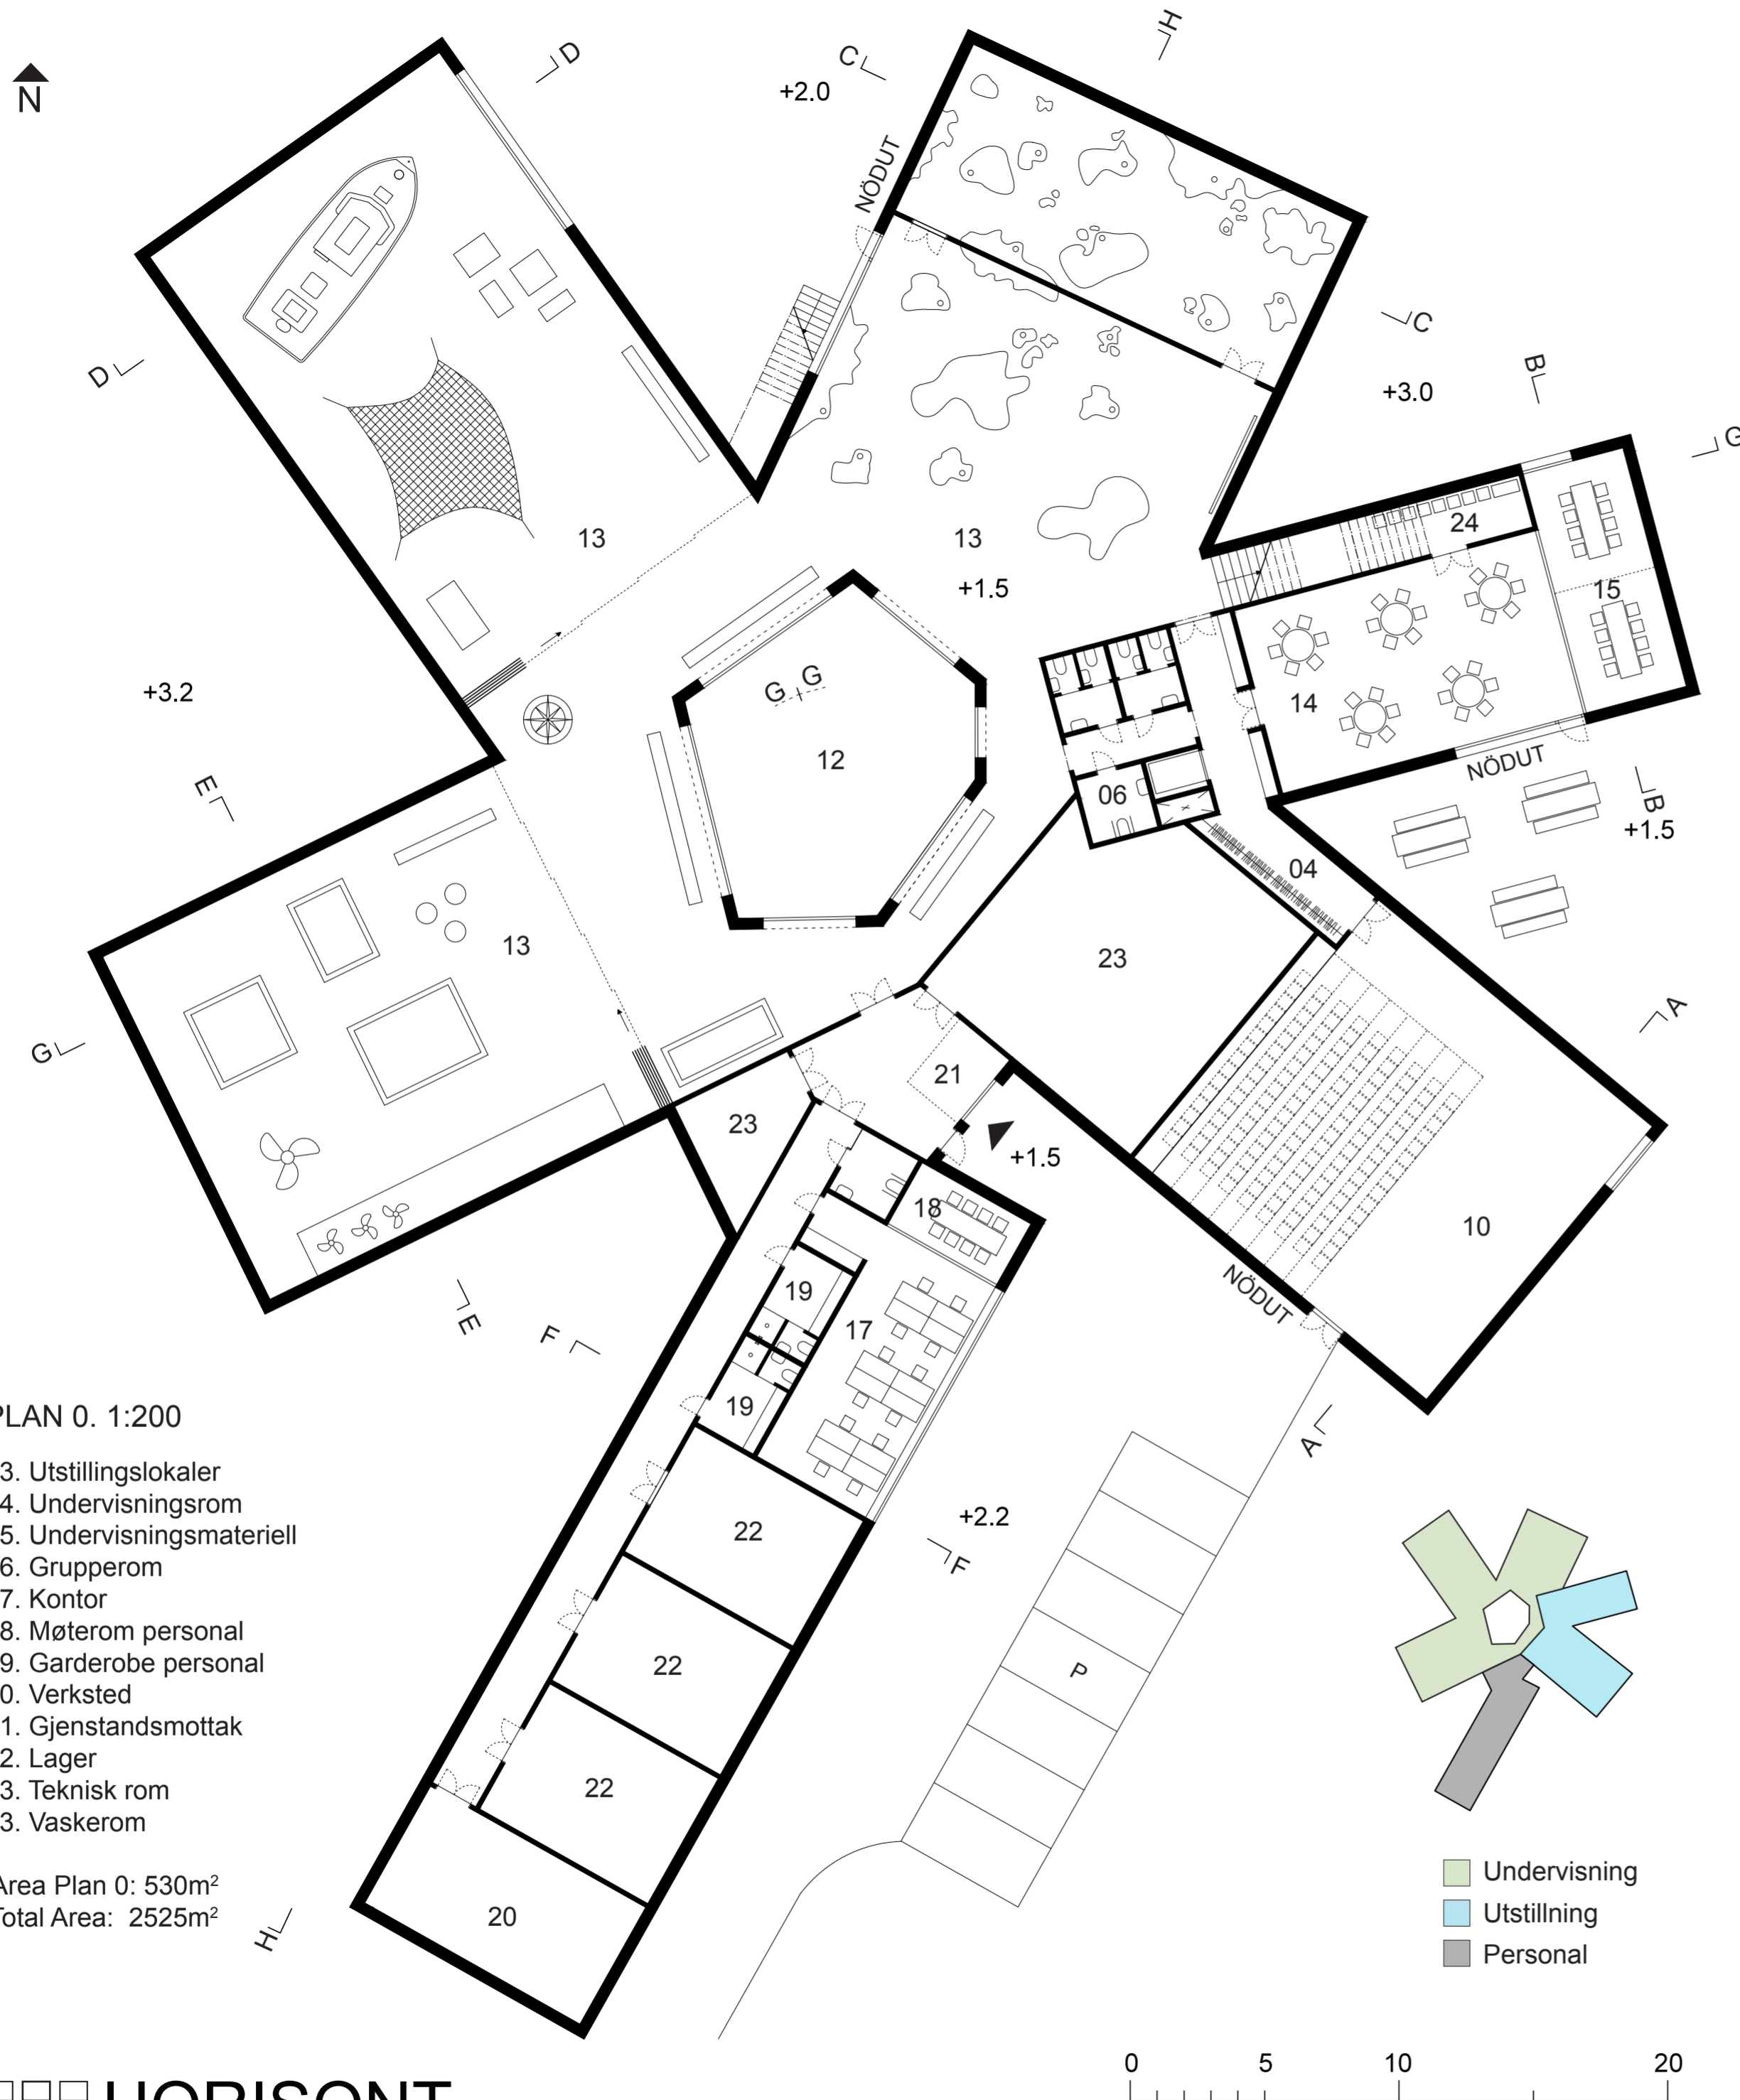 N
D
C
H
+2.0
NÖDUT
D
C
+3.0
B
G
24
15
13
13
+1.5
G G
12
14
NÖDUT
B
+1.5
+3.2
E
06
04
13
23
G
A
21
23
+1.5
18
10
19
17
NÖDUT
E
F
19
A
22
+2.2
F
22
P
22
20
H
PLAN 0. 1:200
3. Utstillingslokaler
4. Undervisningsrom
5. Undervisningsmateriell
6. Grupperom
7. Kontor
8. Møterom personal
9. Garderobe personal
0. Verksted
1. Gjenstandsmottak
2. Lager
3. Teknisk rom
3. Vaskerom
Area Plan 0: 530m²
Total Area: 2525m²
Undervisning
Utstillning
Personal
0 5 10 20
HORISONT